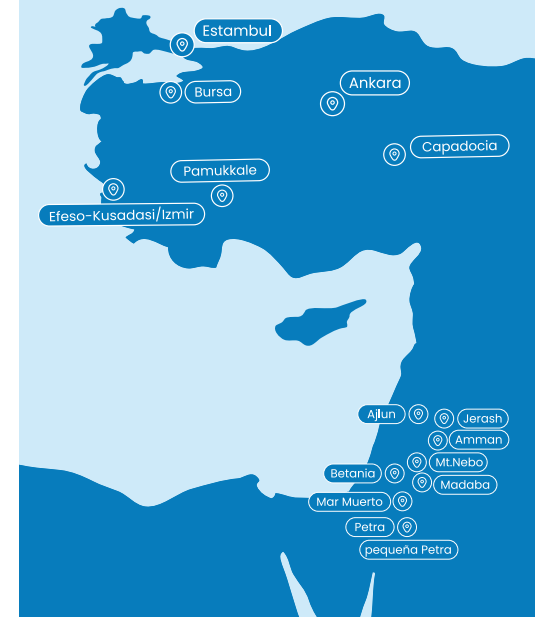 Estambul
Ankara
Bursa
Capadocia
Pamukkale
Efeso-Kusadasi/Izmir
Ajlun
Jerash
Amman
Mt.Nebo
Betania
Madaba
Mar Muerto
Petra
pequeña Petra